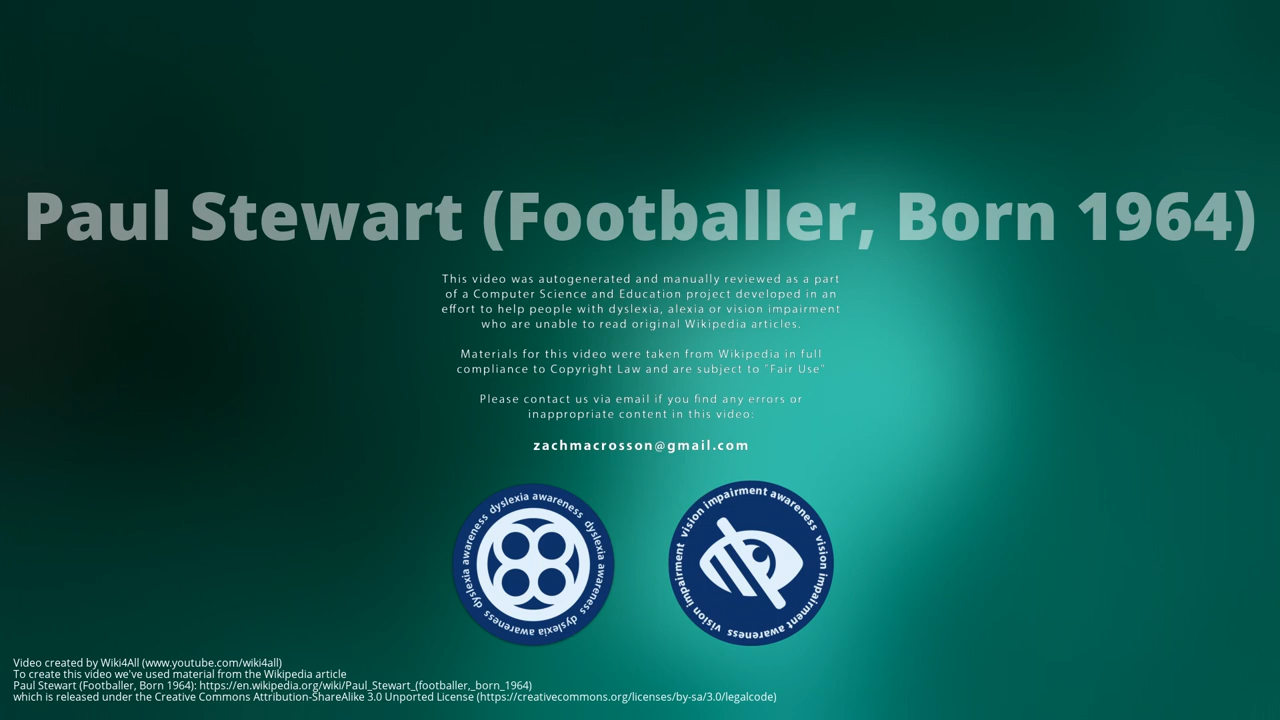 Paul Stewart (Footballer, Born 1964)
This video was autogenerated and manually reviewed as a part
of a Computer Science and Education project developed in an
effort to help people with dyslexia, alexia or vision impairment
who are unable to read original Wikipedia articles.
Materials for this video were taken from Wikipedia in full
compliance to Copyright Law and are subject to "Fair Use"
Please contact us via email if you find any errors or
inappropriate content in this video:
zachmacrosson@gmail.com
dyslexia awareness dyslexia awareness dyslexia awareness dyslexia awareness
vision impairment awareness vision impairment awareness vision impairment
Video created by Wiki4All (www.youtube.com/wiki4all)
To create this video we've used material from the Wikipedia article
Paul Stewart (Footballer, Born 1964): https://en.wikipedia.org/wiki/Paul_Stewart_(footballer,_born_1964)
which is released under the Creative Commons Attribution-ShareAlike 3.0 Unported License (https://creativecommons.org/licenses/by-sa/3.0/legalcode)